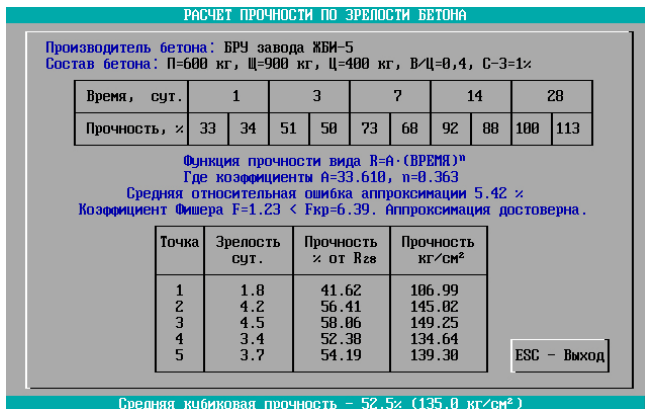 РАСЧЕТ ПРОЧНОСТИ ПО ЗРЕЛОСТИ БЕТОНА
Производитель бетона: БРУ завода ЖБИ-5
Состав бетона: П=600 кг, Щ=900 кг, Ц=400 кг, В/Ц=0,4, С-3=1%
Время, сут. 1 3 7 14 28
Прочность, % 33 34 51 50 73 68 92 88 100 113
Функция прочности вида R=A·(ВРЕМЯ)ⁿ
Где коэффициенты A=33.610, n=0.363
Средняя относительная ошибка аппроксимации 5.42 %
Коэффициент Фишера F=1.23 < Fкр=6.39. Аппроксимация достоверна.
Точка Зрелость сут. Прочность % от R28 Прочность кг/см²
1 1.8 41.62 106.99
2 4.2 56.41 145.02
3 4.5 58.06 149.25
4 3.4 52.38 134.64
5 3.7 54.19 139.30
ESC - Выход
Средняя кубиковая прочность - 52.5% (135.0 кг/см²)